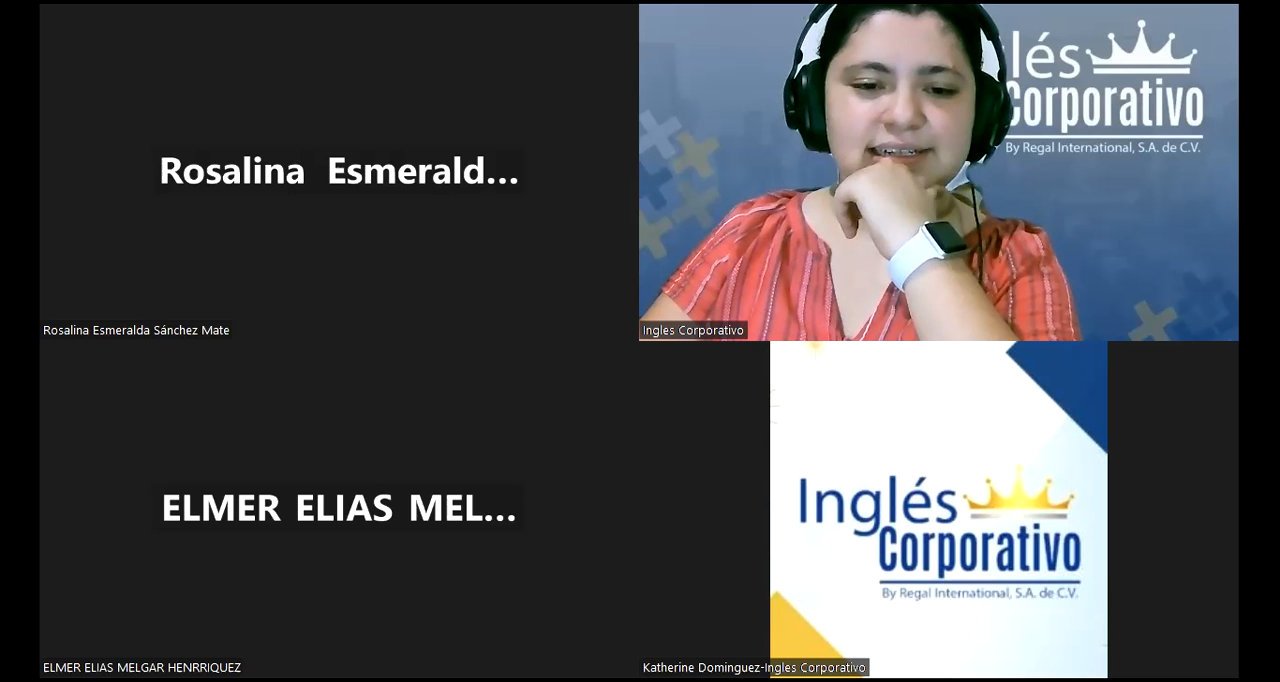 Rosalina Esmerald...
Rosalina Esmeralda Sánchez Mate
lés
Corporativo
By Regal International, S.A. de C.V.
Ingles Corporativo
ELMER ELIAS MEL...
ELMER ELIAS MELGAR HENRRIQUEZ
Inglés
Corporativo
By Regal International, S.A. de C.V.
Katherine Dominguez-Ingles Corporativo